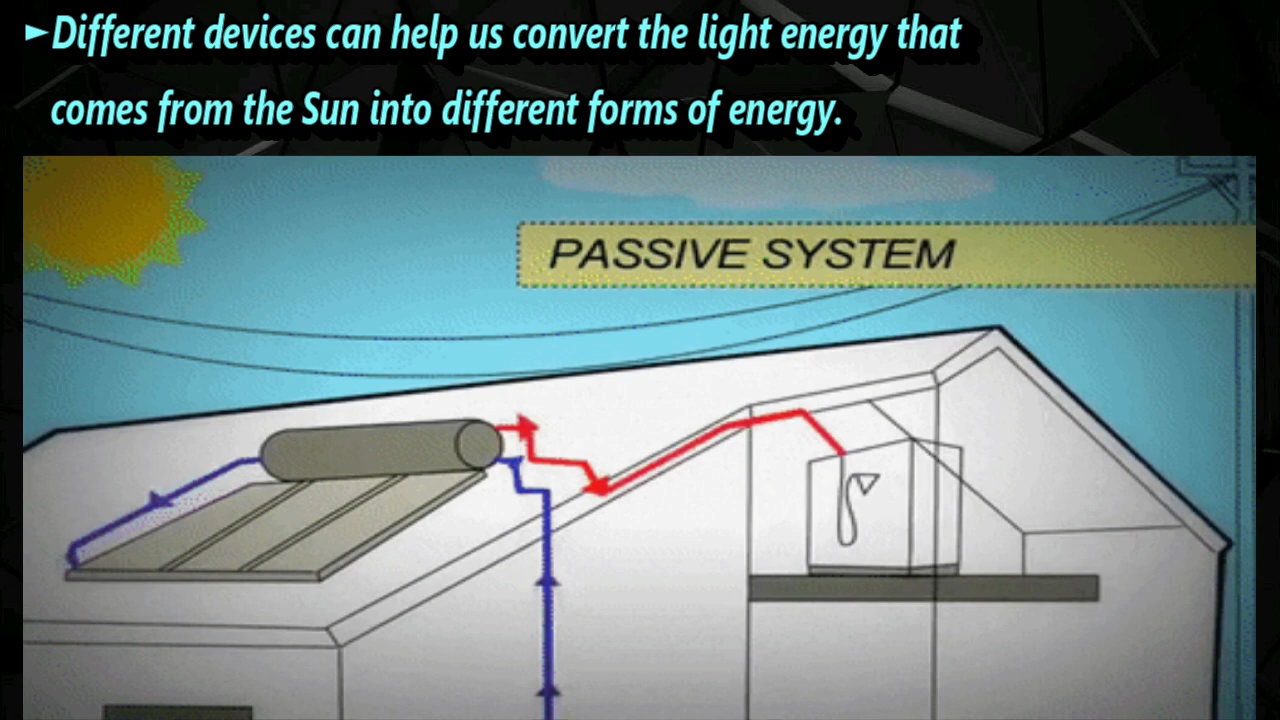 ►Different devices can help us convert the light energy that
comes from the Sun into different forms of energy.
PASSIVE SYSTEM